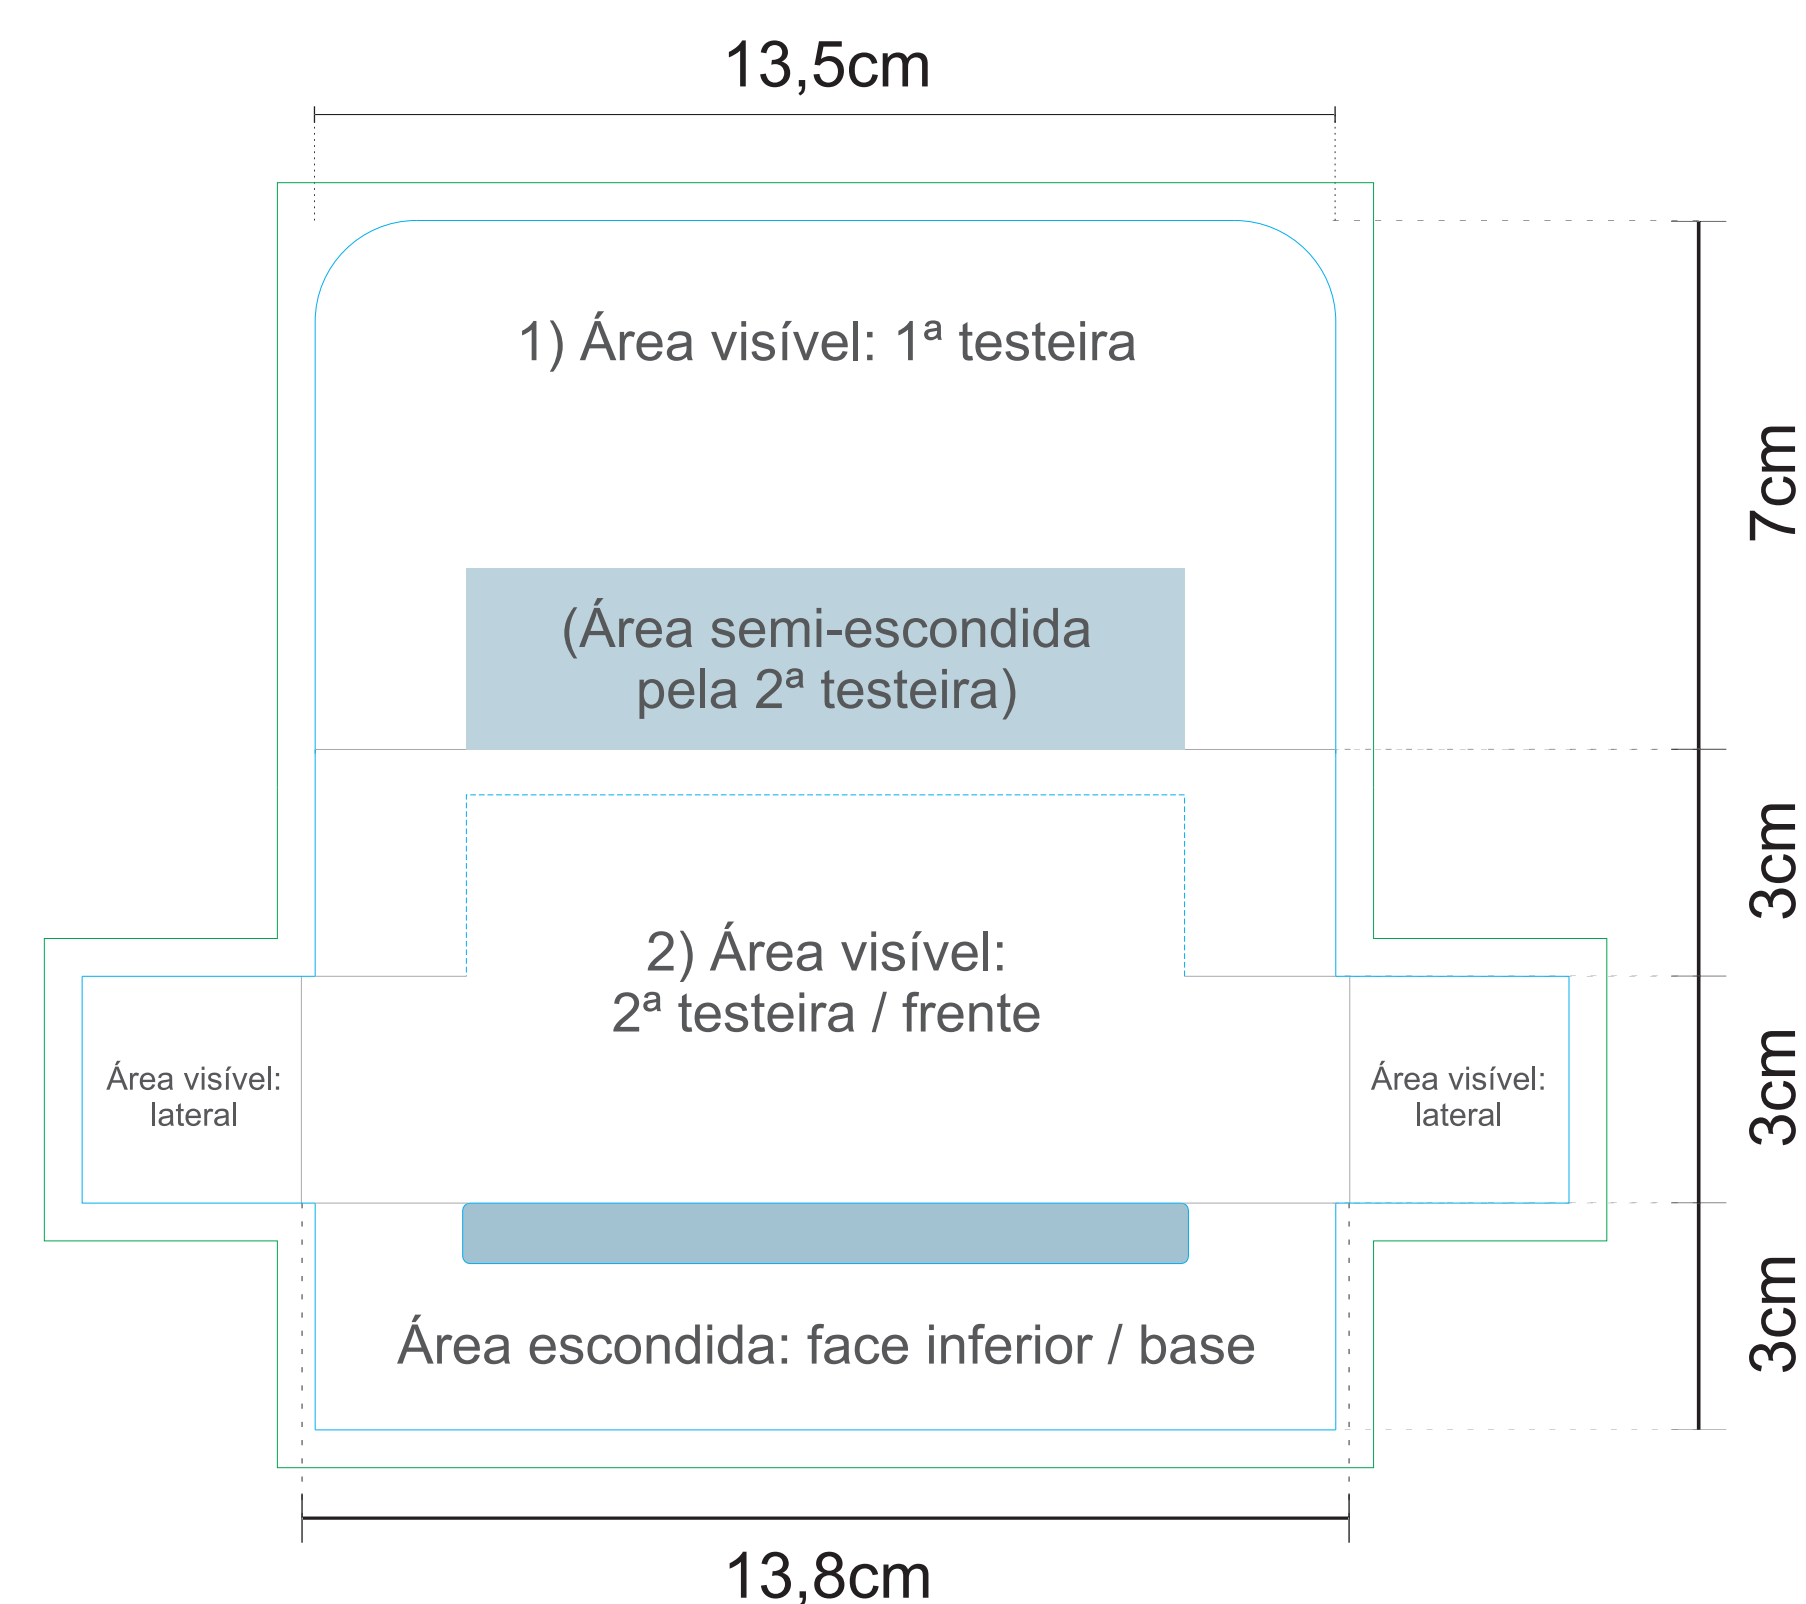 13,5cm
1) Área visível: 1ª testeira
7cm
(Área semi-escondida
pela 2ª testeira)
3cm
2) Área visível:
2ª testeira / frente
Área visível:
lateral
Área visível:
lateral
3cm
Área escondida: face inferior / base
3cm
13,8cm